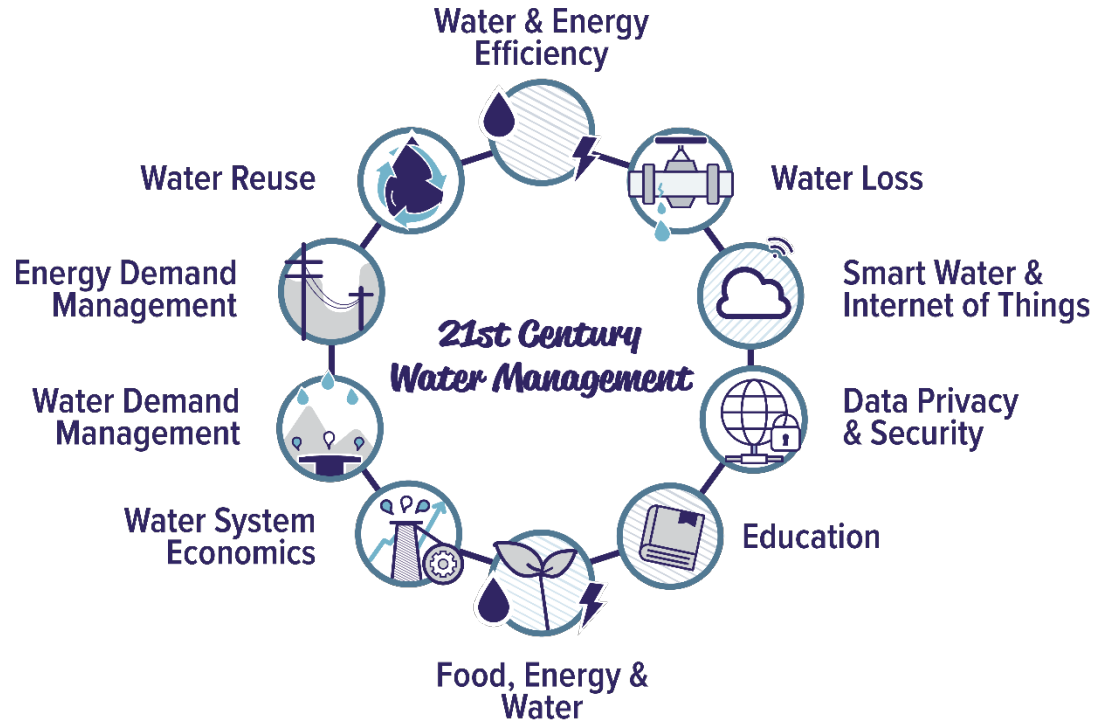 Water & Energy
Efficiency
Water Loss
Smart Water &
Internet of Things
Data Privacy
& Security
Education
Food, Energy &
Water
Water System
Economics
Water Demand
Management
Energy Demand
Management
Water Reuse
21st Century
Water Management